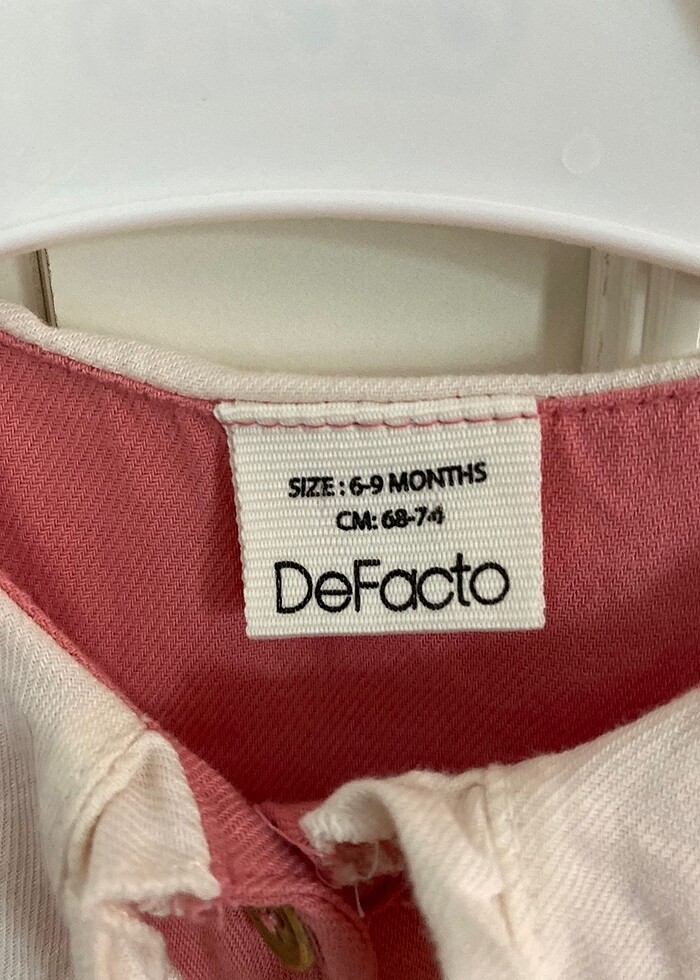 SIZE : 6-9 MONTHS
CM: 68-74
DeFacto